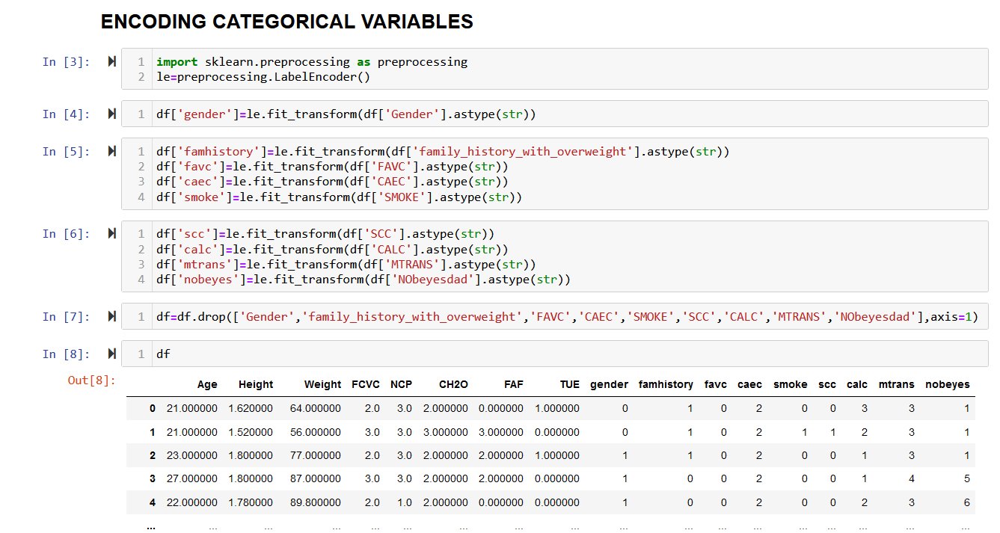 ENCODING CATEGORICAL VARIABLES
In [3]:
1 import sklearn.preprocessing as preprocessing
2 le=preprocessing.LabelEncoder()
In [4]:
1 df['gender']=le.fit_transform(df['Gender'].astype(str))
In [5]:
1 df['famhistory']=le.fit_transform(df['family_history_with_overweight'].astype(str))
2 df['favc']=le.fit_transform(df['FAVC'].astype(str))
3 df['caec']=le.fit_transform(df['CAEC'].astype(str))
4 df['smoke']=le.fit_transform(df['SMOKE'].astype(str))
In [6]:
1 df['scc']=le.fit_transform(df['SCC'].astype(str))
2 df['calc']=le.fit_transform(df['CALC'].astype(str))
3 df['mtrans']=le.fit_transform(df['MTRANS'].astype(str))
4 df['nobeyes']=le.fit_transform(df['NObeyesdad'].astype(str))
In [7]:
1 df=df.drop(['Gender','family_history_with_overweight','FAVC','CAEC','SMOKE','SCC','CALC','MTRANS','NObeyesdad'],axis=1)
In [8]:
1 df
Out[8]:
Age Height Weight FCVC NCP CH2O FAF TUE gender famhistory favc caec smoke scc calc mtrans nobeyes
0 21.000000 1.620000 64.000000 2.0 3.0 2.000000 0.000000 1.000000 0 1 0 2 0 0 3 3 1
1 21.000000 1.520000 56.000000 3.0 3.0 3.000000 3.000000 0.000000 0 1 0 2 1 1 2 3 1
2 23.000000 1.800000 77.000000 2.0 3.0 2.000000 2.000000 1.000000 1 1 0 2 0 0 1 3 1
3 27.000000 1.800000 87.000000 3.0 3.0 2.000000 2.000000 0.000000 1 0 0 2 0 0 1 4 5
4 22.000000 1.780000 89.800000 2.0 1.0 2.000000 0.000000 0.000000 1 0 0 2 0 0 2 3 6
... ... ... ... ... ... ... ... ... ... ... ... ... ... ... ... ... ...